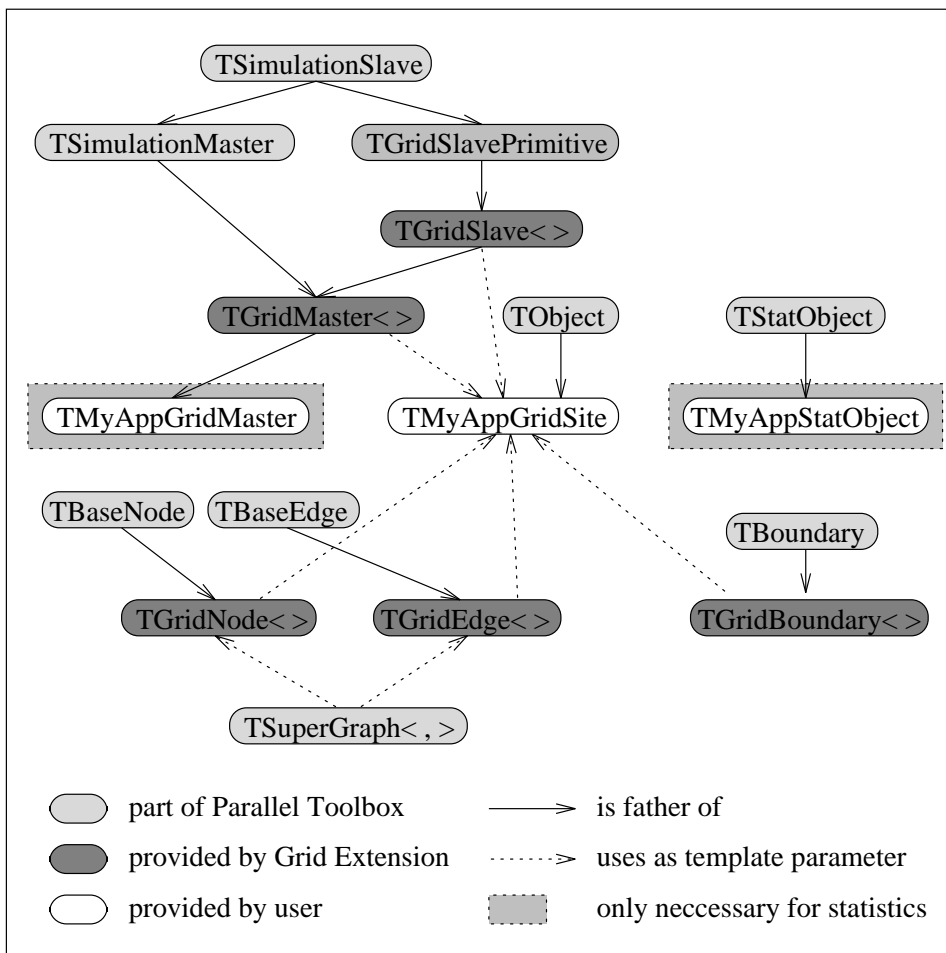 TSimulationSlave
TSimulationMaster
TGridSlavePrimitive
TGridSlave< >
TGridMaster< >
TObject
TStatObject
TMyAppGridMaster
TMyAppGridSite
TMyAppStatObject
TBaseNode
TBaseEdge
TBoundary
TGridNode< >
TGridEdge< >
TGridBoundary< >
TSuperGraph< , >
part of Parallel Toolbox
is father of
provided by Grid Extension
uses as template parameter
provided by user
only neccessary for statistics